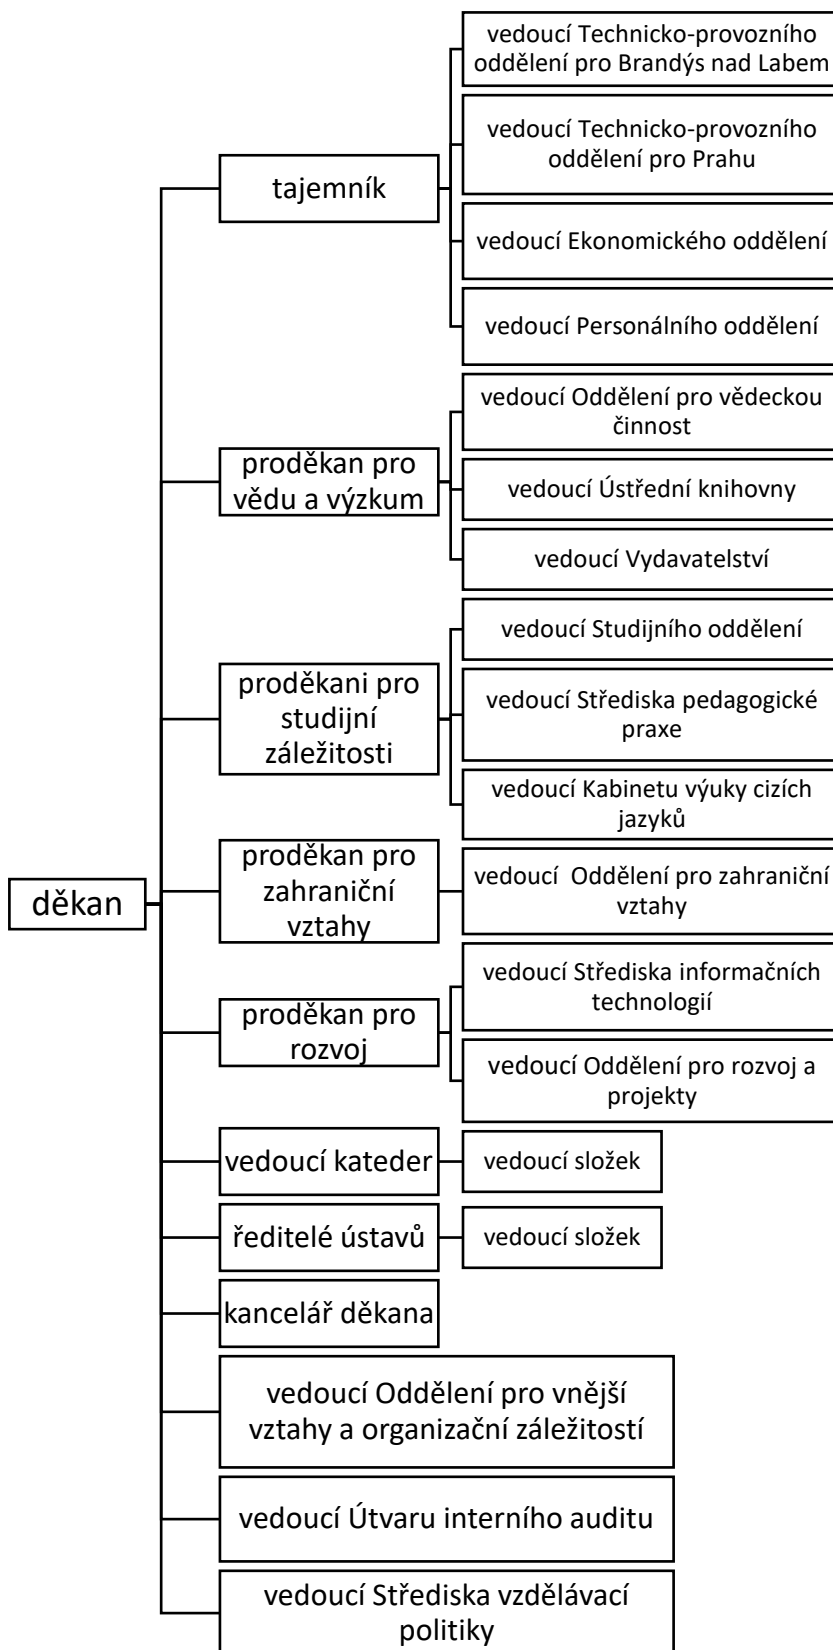 vedoucí Technicko-provozního
oddělení pro Brandýs nad Labem
vedoucí Technicko-provozního
oddělení pro Prahu
tajemník
vedoucí Ekonomického oddělení
vedoucí Personálního oddělení
vedoucí Oddělení pro vědeckou
činnost
proděkan pro
vědu a výzkum
vedoucí Ústřední knihovny
vedoucí Vydavatelství
vedoucí Studijního oddělení
proděkani pro
studijní
záležitosti
vedoucí Střediska pedagogické
praxe
vedoucí Kabinetu výuky cizích
jazyků
děkan
proděkan pro
zahraniční
vztahy
vedoucí  Oddělení pro zahraniční
vztahy
vedoucí Střediska informačních
technologií
proděkan pro
rozvoj
vedoucí Oddělení pro rozvoj a
projekty
vedoucí kateder
vedoucí složek
ředitelé ústavů
vedoucí složek
kancelář děkana
vedoucí Oddělení pro vnější
vztahy a organizační záležitostí
vedoucí Útvaru interního auditu
vedoucí Střediska vzdělávací
politiky